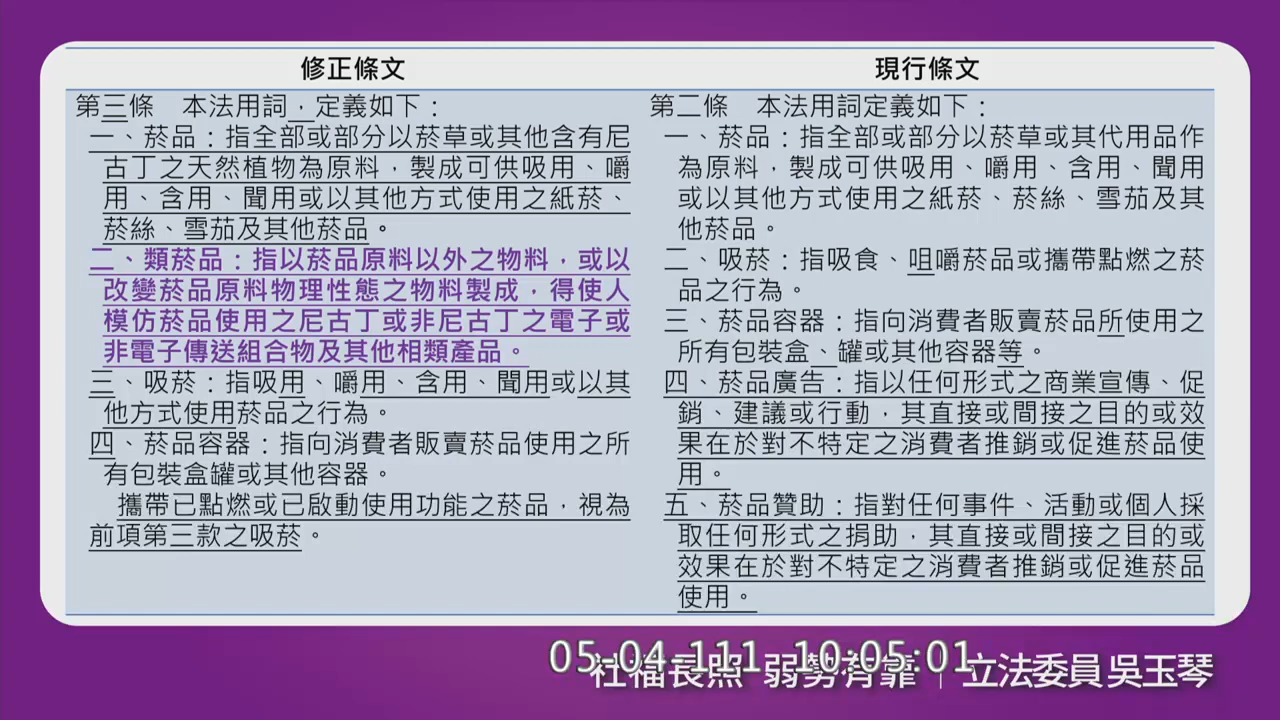 修正條文
第三條　本法用詞，定義如下：
一、菸品：指全部或部分以菸草或其他含有尼
古丁之天然植物為原料，製成可供吸用、嚼
用、含用、聞用或以其他方式使用之紙菸、
菸絲、雪茄及其他菸品。
二、類菸品：指以菸品原料以外之物料，或以
改變菸品原料物理性態之物料製成，得使人
模仿菸品使用之尼古丁或非尼古丁之電子或
非電子傳送組合物及其他相類產品。
三、吸菸：指吸用、嚼用、含用、聞用或以其
他方式使用菸品之行為。
四、菸品容器：指向消費者販賣菸品使用之所
有包裝盒罐或其他容器。
攜帶已點燃或已啟動使用功能之菸品，視為
前項第三款之吸菸。
現行條文
第二條　本法用詞定義如下：
一、菸品：指全部或部分以菸草或其代用品作
為原料，製成可供吸用、嚼用、含用、聞用
或以其他方式使用之紙菸、菸絲、雪茄及其
他菸品。
二、吸菸：指吸食、咀嚼菸品或攜帶點燃之菸
品之行為。
三、菸品容器：指向消費者販賣菸品所使用之
所有包裝盒、罐或其他容器等。
四、菸品廣告：指以任何形式之商業宣傳、促
銷、建議或行動，其直接或間接之目的或效
果在於對不特定之消費者推銷或促進菸品使
用。
五、菸品贊助：指對任何事件、活動或個人採
取任何形式之捐助，其直接或間接之目的或
效果在於對不特定之消費者推銷或促進菸品
使用。
05-04-111 10:05:01
社福長照 弱勢有靠｜立法委員 吳玉琴